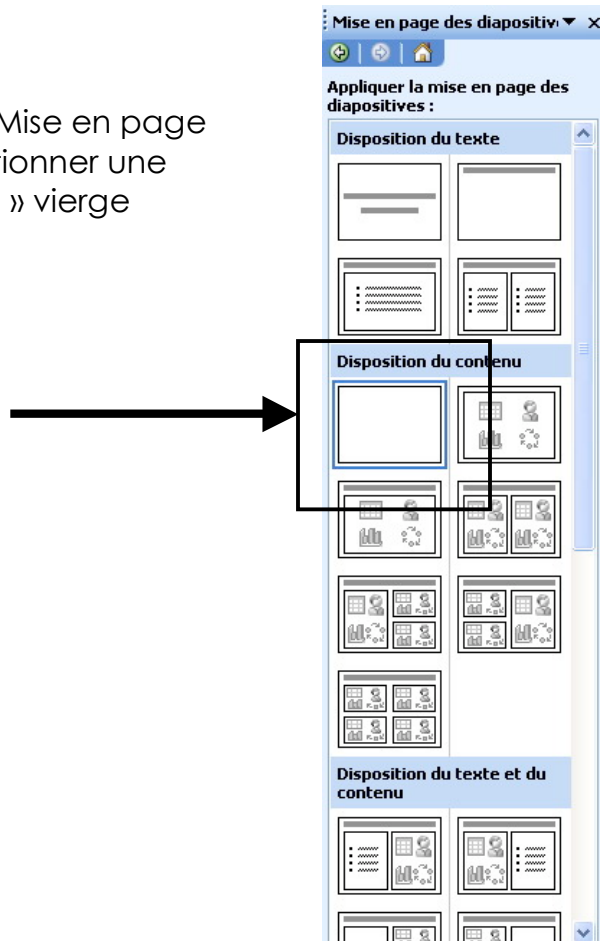 Mise en page des diapositiv
Appliquer la mise en page des
diapositives :
Mise en page
ionner une
» vierge
Disposition du texte
Disposition du contenu
Disposition du texte et du
contenu